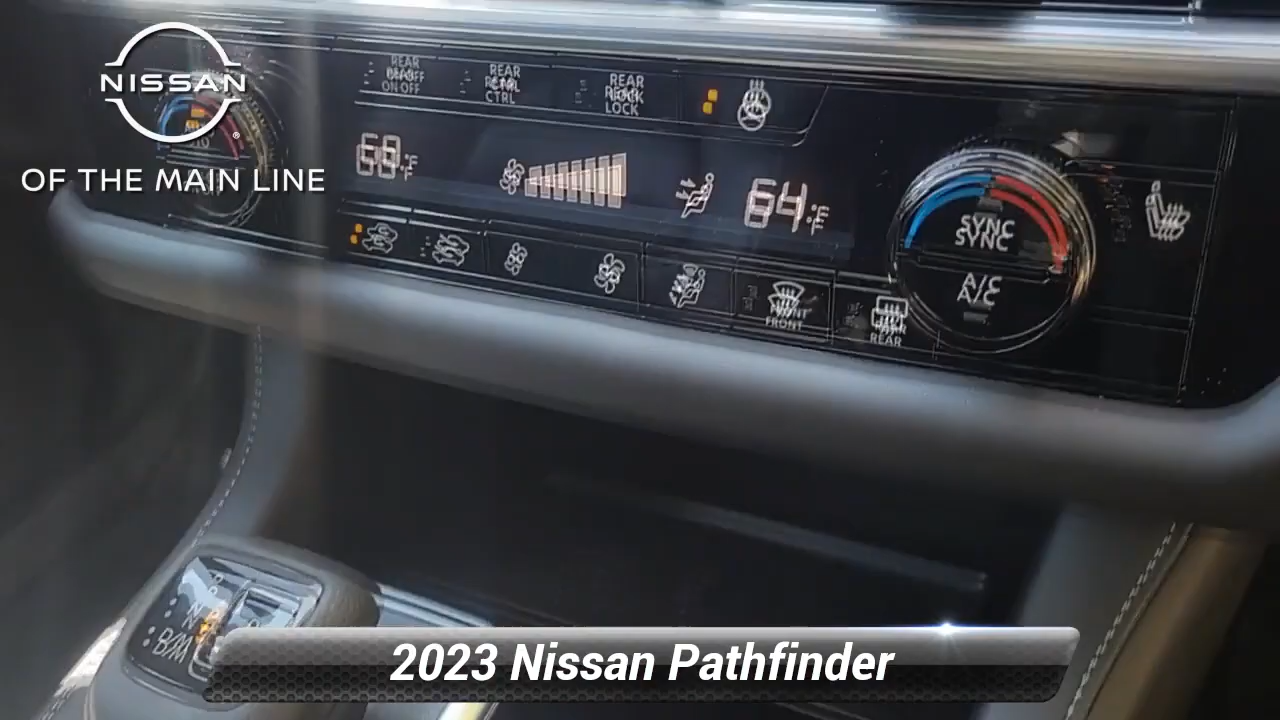 NISSAN
OF THE MAIN LINE
REAR
ON OFF
REAR
CTRL
REAR
LOCK
°F
64°F
SYNC
A/C
FRONT
REAR
N
B/M
2023 Nissan Pathfinder